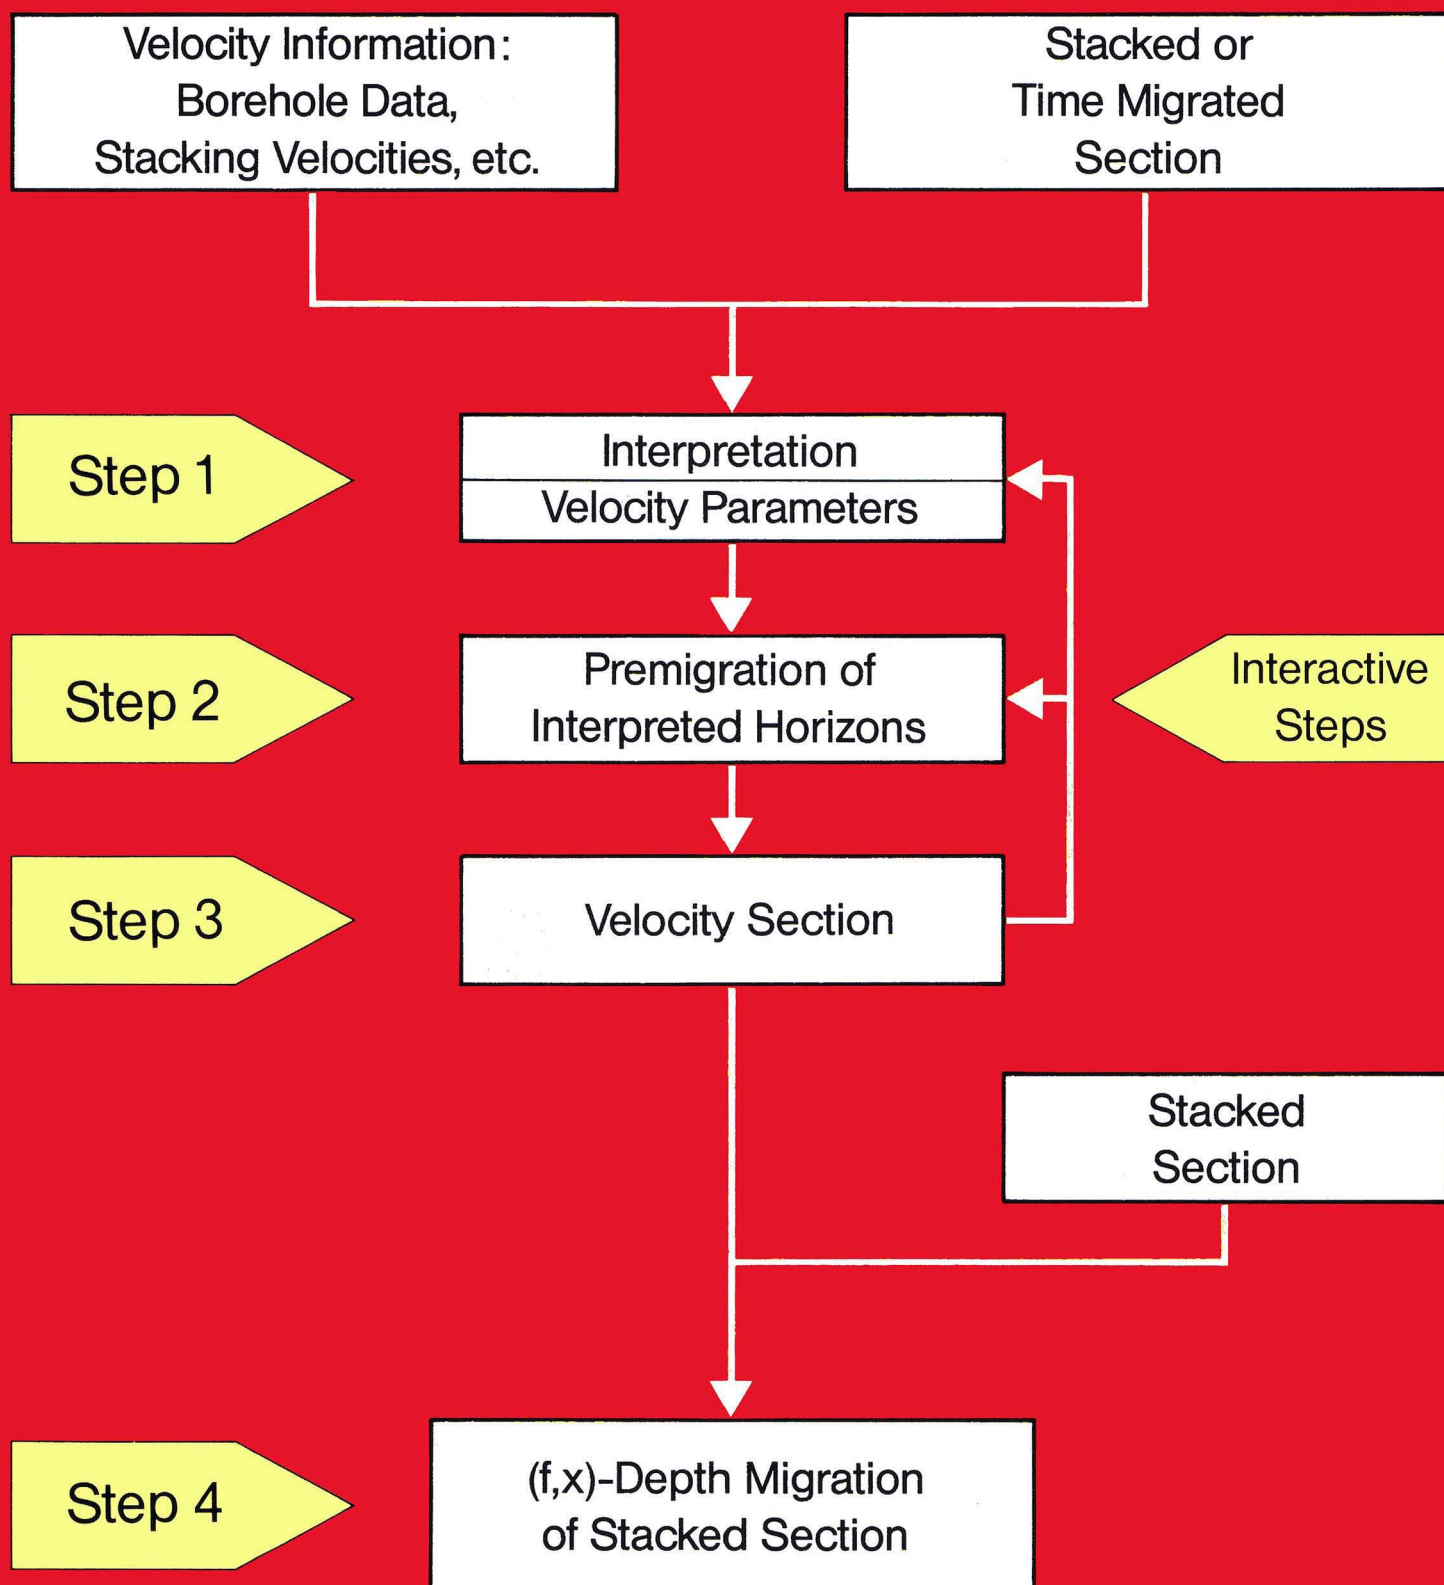 Velocity Information:
Borehole Data,
Stacking Velocities, etc.
Stacked or
Time Migrated
Section
Step 1
Interpretation
Velocity Parameters
Step 2
Premigration of
Interpreted Horizons
Interactive
Steps
Step 3
Velocity Section
Stacked
Section
Step 4
(f,x)-Depth Migration
of Stacked Section